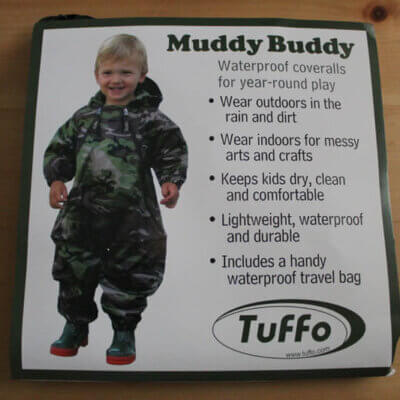 Muddy Buddy
Waterproof coveralls
for year-round play
• Wear outdoors in the
rain and dirt
• Wear indoors for messy
arts and crafts
• Keeps kids dry, clean
and comfortable
• Lightweight, waterproof
and durable
• Includes a handy
waterproof travel bag
Tuffo
www.tuffo.com